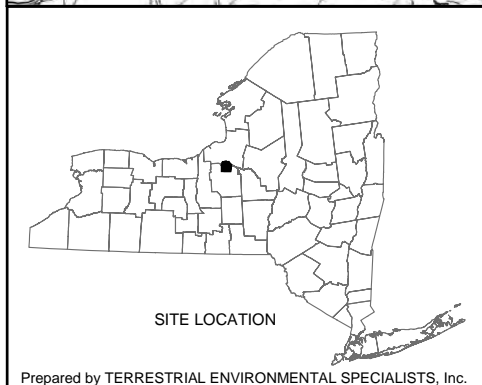 SITE LOCATION
Prepared by TERRESTRIAL ENVIRONMENTAL SPECIALISTS, Inc.